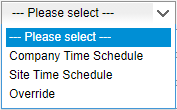 --- Please select ---
--- Please select ---
Company Time Schedule
Site Time Schedule
Override